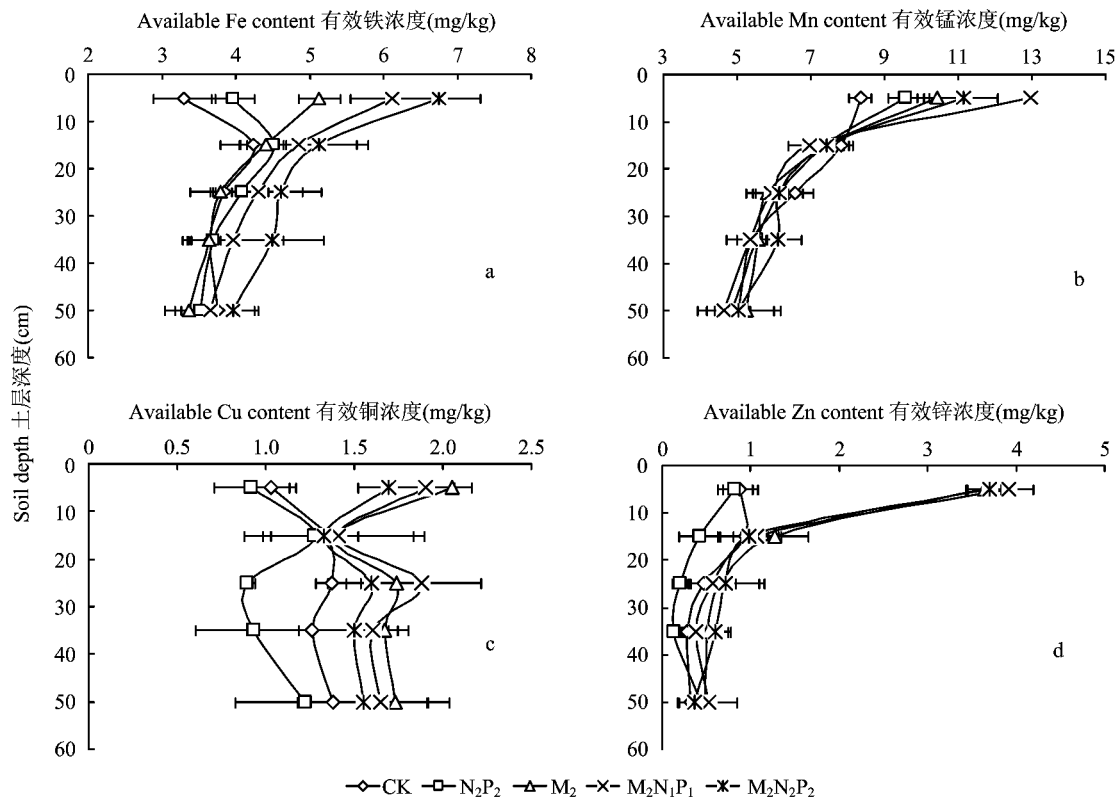 Available Fe content 有效铁浓度(mg/kg)
2 3 4 5 6 7 8
0
10
20
30
40
50
60
a
Available Mn content 有效锰浓度(mg/kg)
3 5 7 9 11 13 15
0
10
20
30
40
50
60
b
Soil depth 土层深度(cm)
Available Cu content 有效铜浓度(mg/kg)
0 0.5 1.0 1.5 2.0 2.5
0
10
20
30
40
50
60
c
Available Zn content 有效锌浓度(mg/kg)
0 1 2 3 4 5
0
10
20
30
40
50
60
d
CK N₂P₂ M₂ M₂N₁P₁ M₂N₂P₂